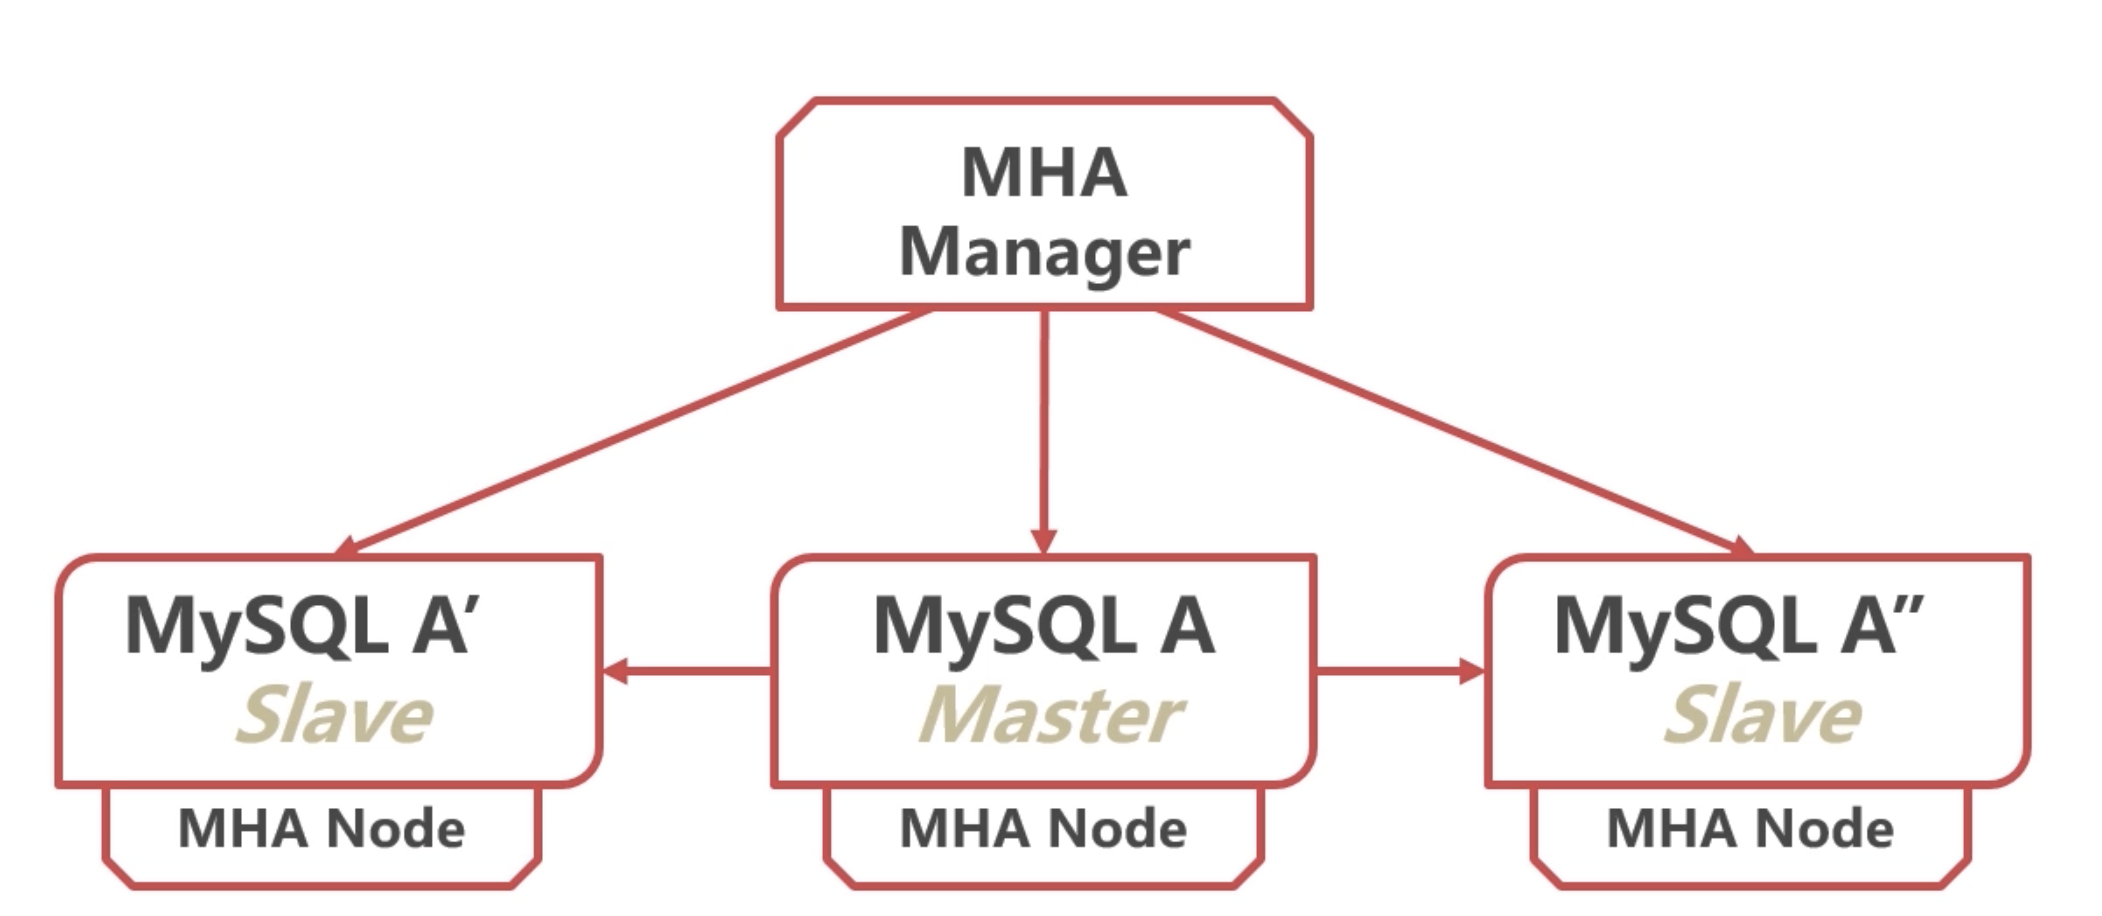 MHA
Manager
MySQL A′
Slave
MySQL A
Master
MySQL A″
Slave
MHA Node
MHA Node
MHA Node